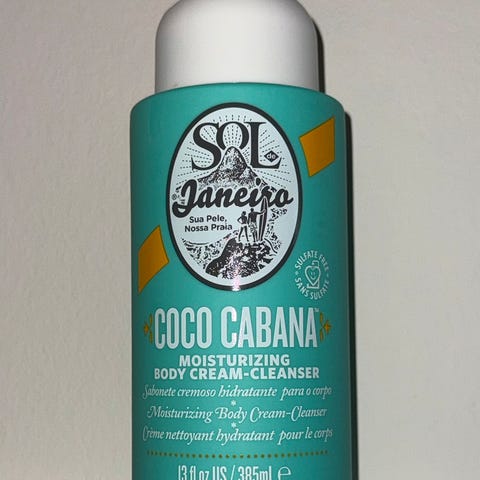 SOL de
Janeiro
®
Sua Pele,
Nossa Praia
SULFATE FREE
SANS SULFATE
COCO CABANA™
MOISTURIZING
BODY CREAM-CLEANSER
Sabonete cremoso hidratante para o corpo
Moisturizing Body Cream-Cleanser
Crème nettoyant hydratant pour le corps
13 fl oz US / 385ml ℮